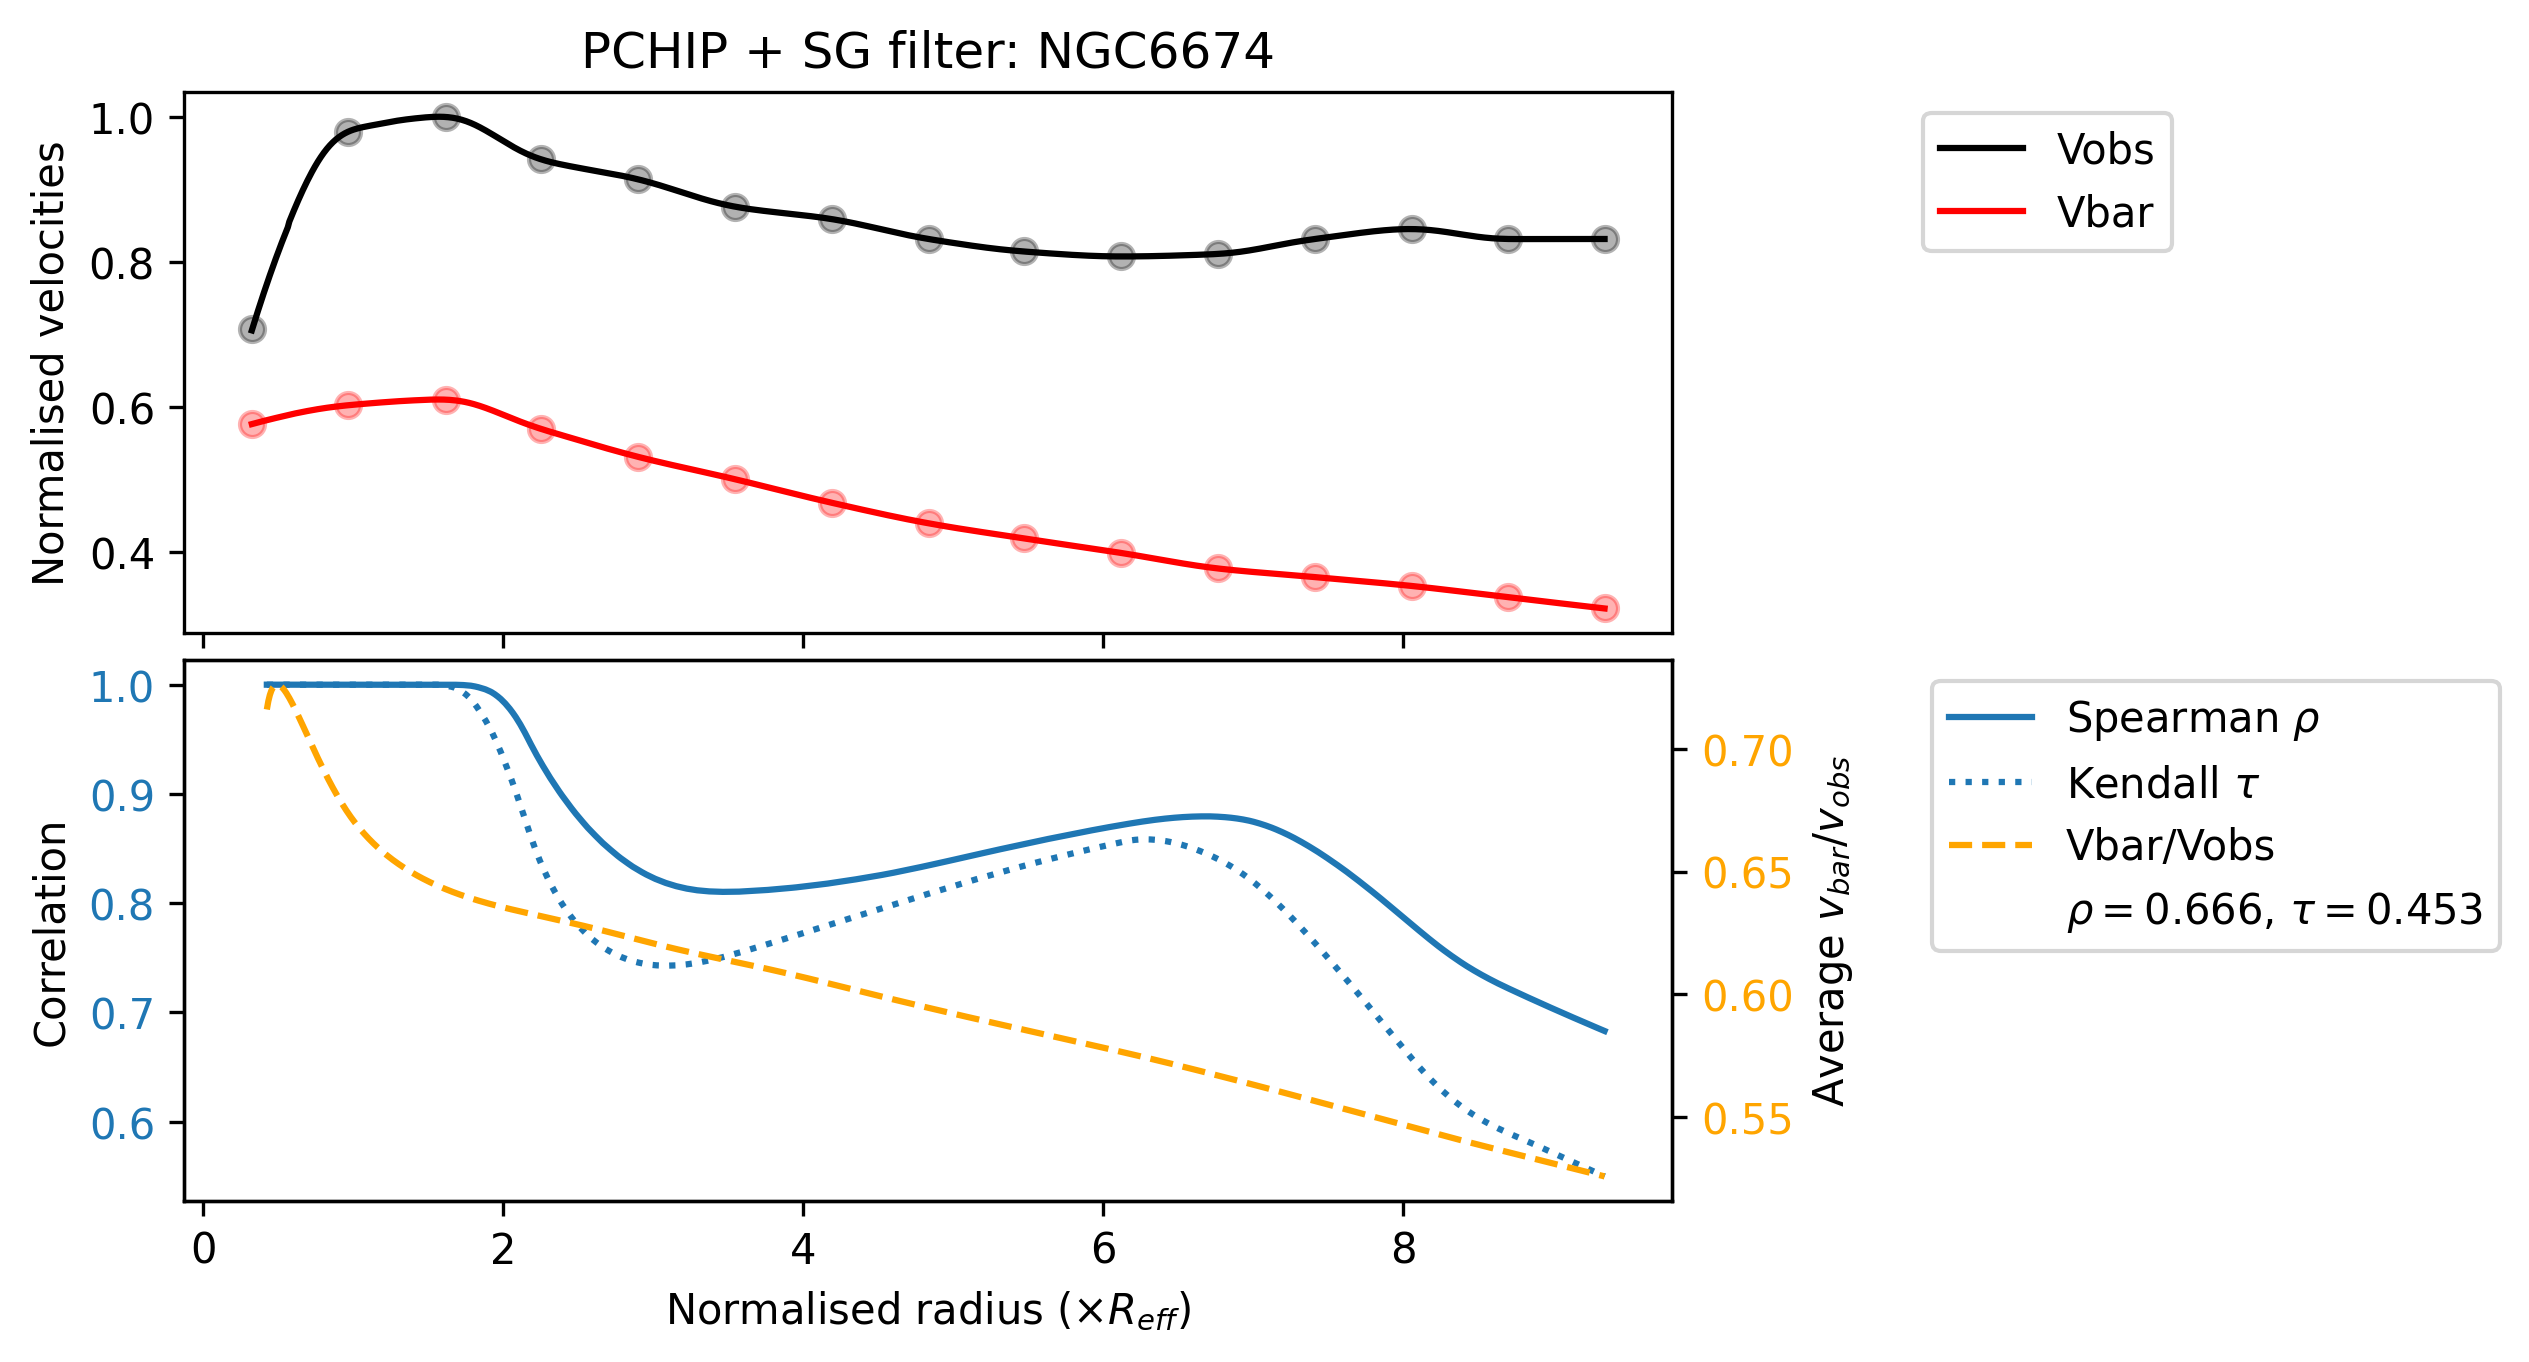 PCHIP + SG filter: NGC6674
Normalised velocities
1.0
0.8
0.6
0.4
Vobs
Vbar
Correlation
1.0
0.9
0.8
0.7
0.6
0.70
0.65
0.60
0.55
Average v_bar/v_obs
Spearman ρ
Kendall τ
Vbar/Vobs
ρ = 0.666, τ = 0.453
0 2 4 6 8
Normalised radius (×R_eff)